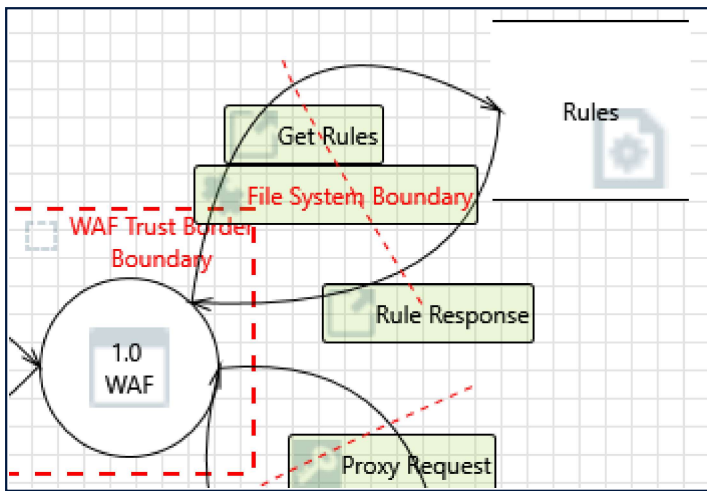 Rules
Get Rules
File System Boundary
WAF Trust Border
Boundary
Rule Response
1.0
WAF
Proxy Request